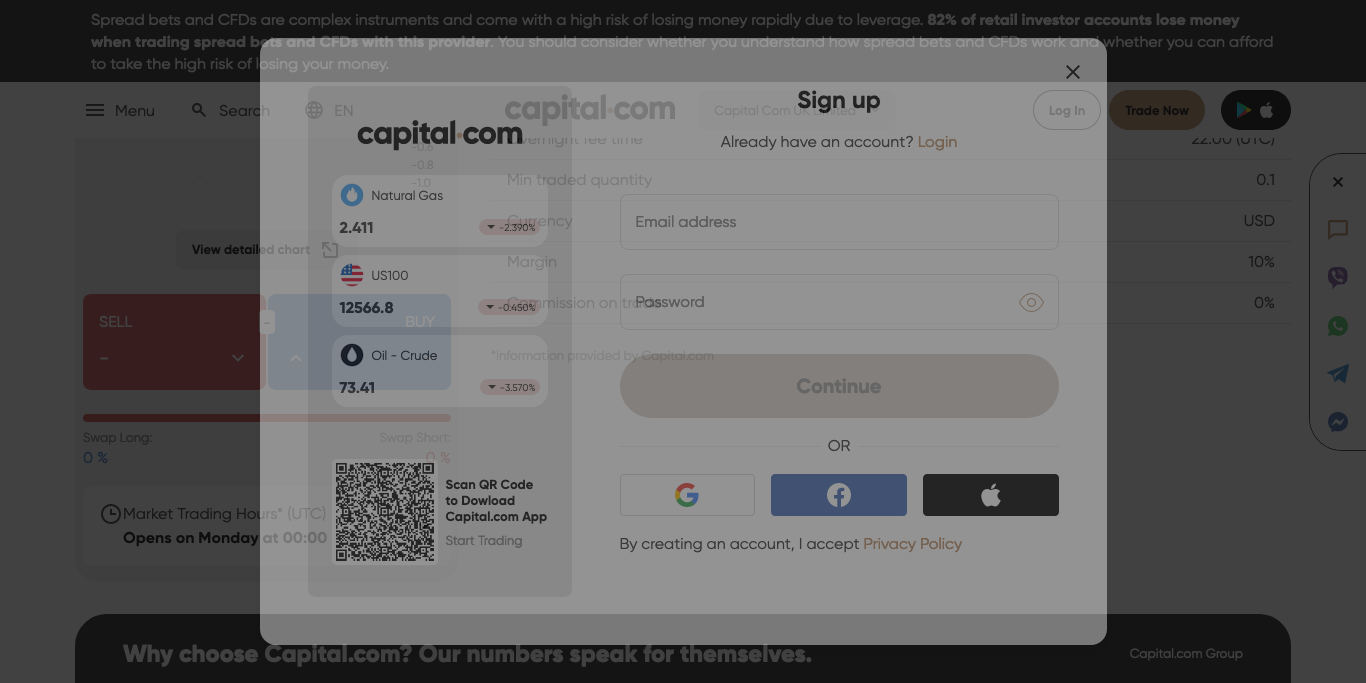 Spread bets and CFDs are complex instruments and come with a high risk of losing money rapidly due to leverage. 82% of retail investor accounts lose money
when trading spread bets and CFDs with this provider. You should consider whether you understand how spread bets and CFDs work and whether you can afford
to take the high risk of losing your money.
Menu
Search
EN
capital.com
Capital Com UK Limited
Log In
Trade Now
Overnight fee time
22:00 (UTC)
Min traded quantity
0.1
Currency
USD
Margin
10%
Commission on trade
0%
*Information provided by Capital.com
-0.6
-0.8
-1.0
View detailed chart
SELL
-
-
BUY
Swap Long:
0 %
Swap Short:
0 %
Market Trading Hours* (UTC)
Opens on Monday at 00:00
capital.com
Natural Gas
2.411
-2.390%
US100
12566.8
-0.450%
Oil - Crude
73.41
-3.570%
Scan QR Code
to Dowload
Capital.com App
Start Trading
Sign up
Already have an account? Login
Email address
Password
Continue
OR
By creating an account, I accept Privacy Policy
Why choose Capital.com? Our numbers speak for themselves.
Capital.com Group